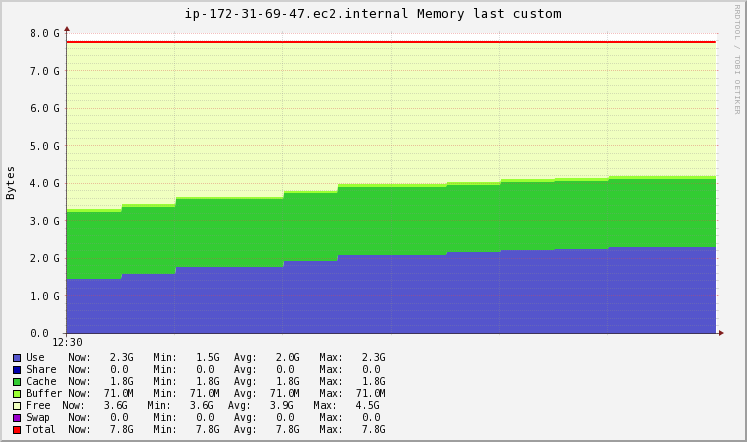 ip-172-31-69-47.ec2.internal Memory last custom
RRDTOOL / TOBI OETIKER
8.0 G
7.0 G
6.0 G
5.0 G
4.0 G
3.0 G
2.0 G
1.0 G
0.0
Bytes
12:30
Use Now: 2.3G Min: 1.5G Avg: 2.0G Max: 2.3G
Share Now: 0.0 Min: 0.0 Avg: 0.0 Max: 0.0
Cache Now: 1.8G Min: 1.8G Avg: 1.8G Max: 1.8G
Buffer Now: 71.0M Min: 71.0M Avg: 71.0M Max: 71.0M
Free Now: 3.6G Min: 3.6G Avg: 3.9G Max: 4.5G
Swap Now: 0.0 Min: 0.0 Avg: 0.0 Max: 0.0
Total Now: 7.8G Min: 7.8G Avg: 7.8G Max: 7.8G